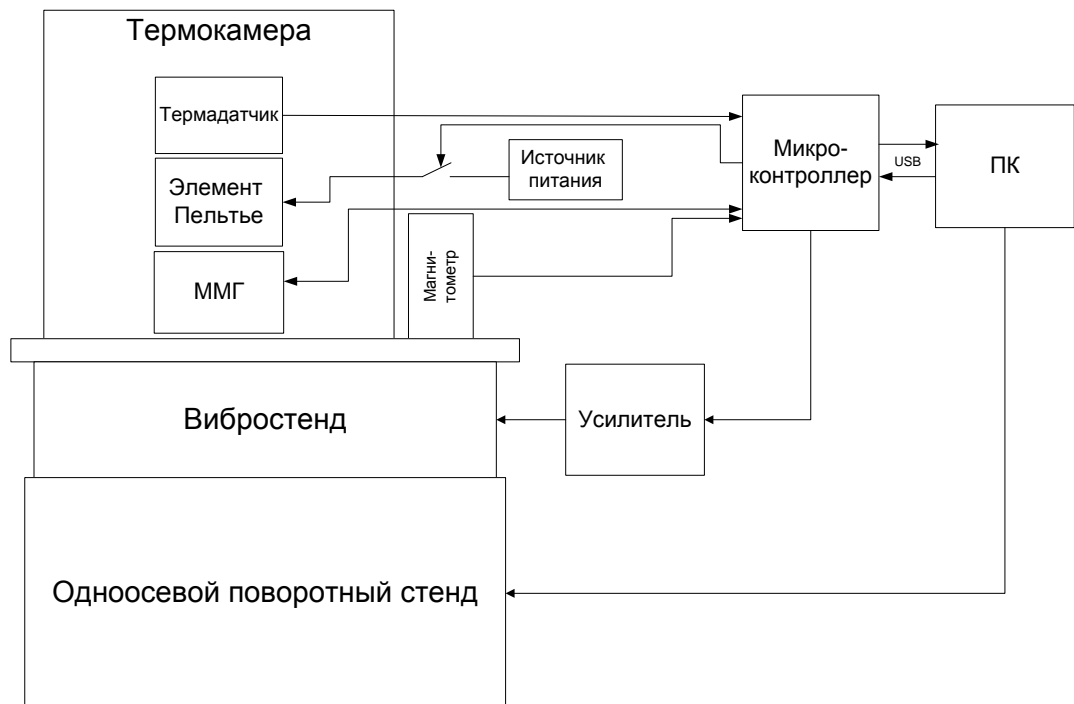 Термокамера
Термадатчик
Элемент
Пельтье
ММГ
Магни-
тометр
Источник
питания
Микро-
контроллер
USB
ПК
Вибростенд
Усилитель
Одноосевой поворотный стенд